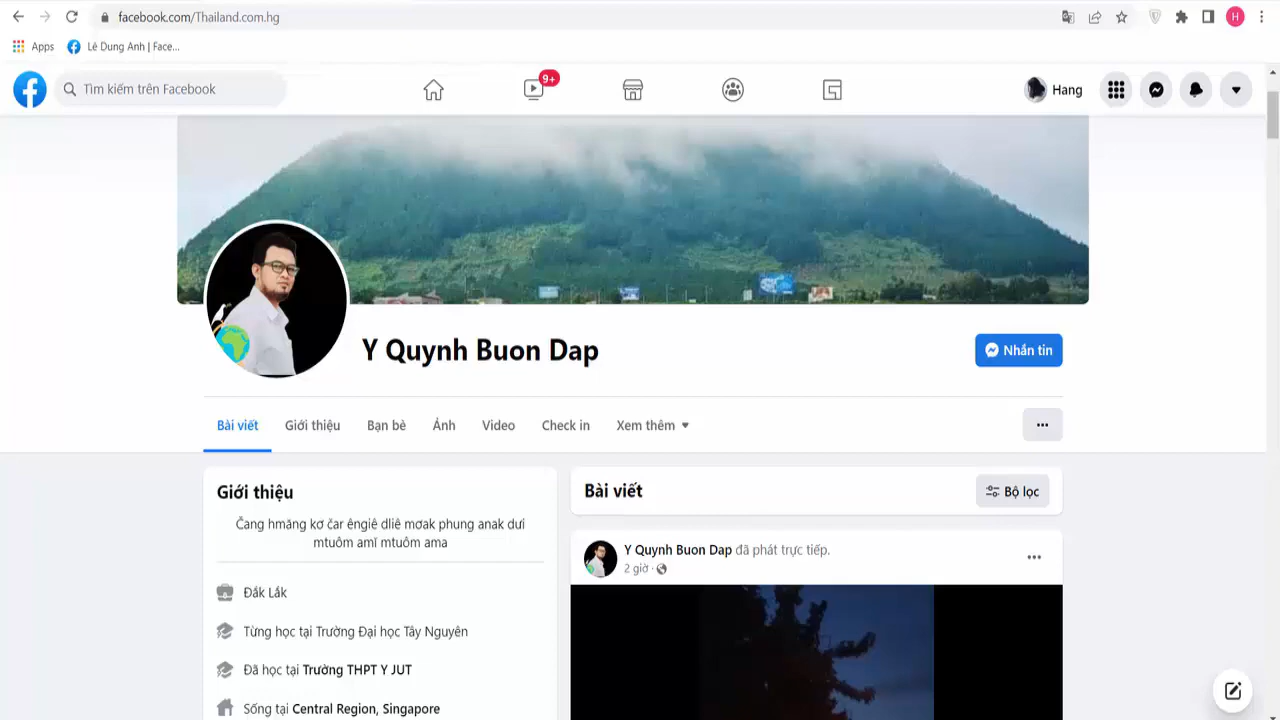 facebook.com/Thailand.com.hg
H
Apps
Lê Dung Anh | Face...
Tìm kiếm trên Facebook
9+
Hang
Y Quynh Buon Dap
Nhắn tin
Bài viết
Giới thiệu
Bạn bè
Ảnh
Video
Check in
Xem thêm
Giới thiệu
Čang hmăng kơ čar êngiê dliê mơak phung anak dưi
mtuôm amĭ mtuôm ama
Đắk Lắk
Từng học tại Trường Đại học Tây Nguyên
Đã học tại Trường THPT Y JUT
Sống tại Central Region, Singapore
Bài viết
Bộ lọc
Y Quynh Buon Dap đã phát trực tiếp.
2 giờ ·